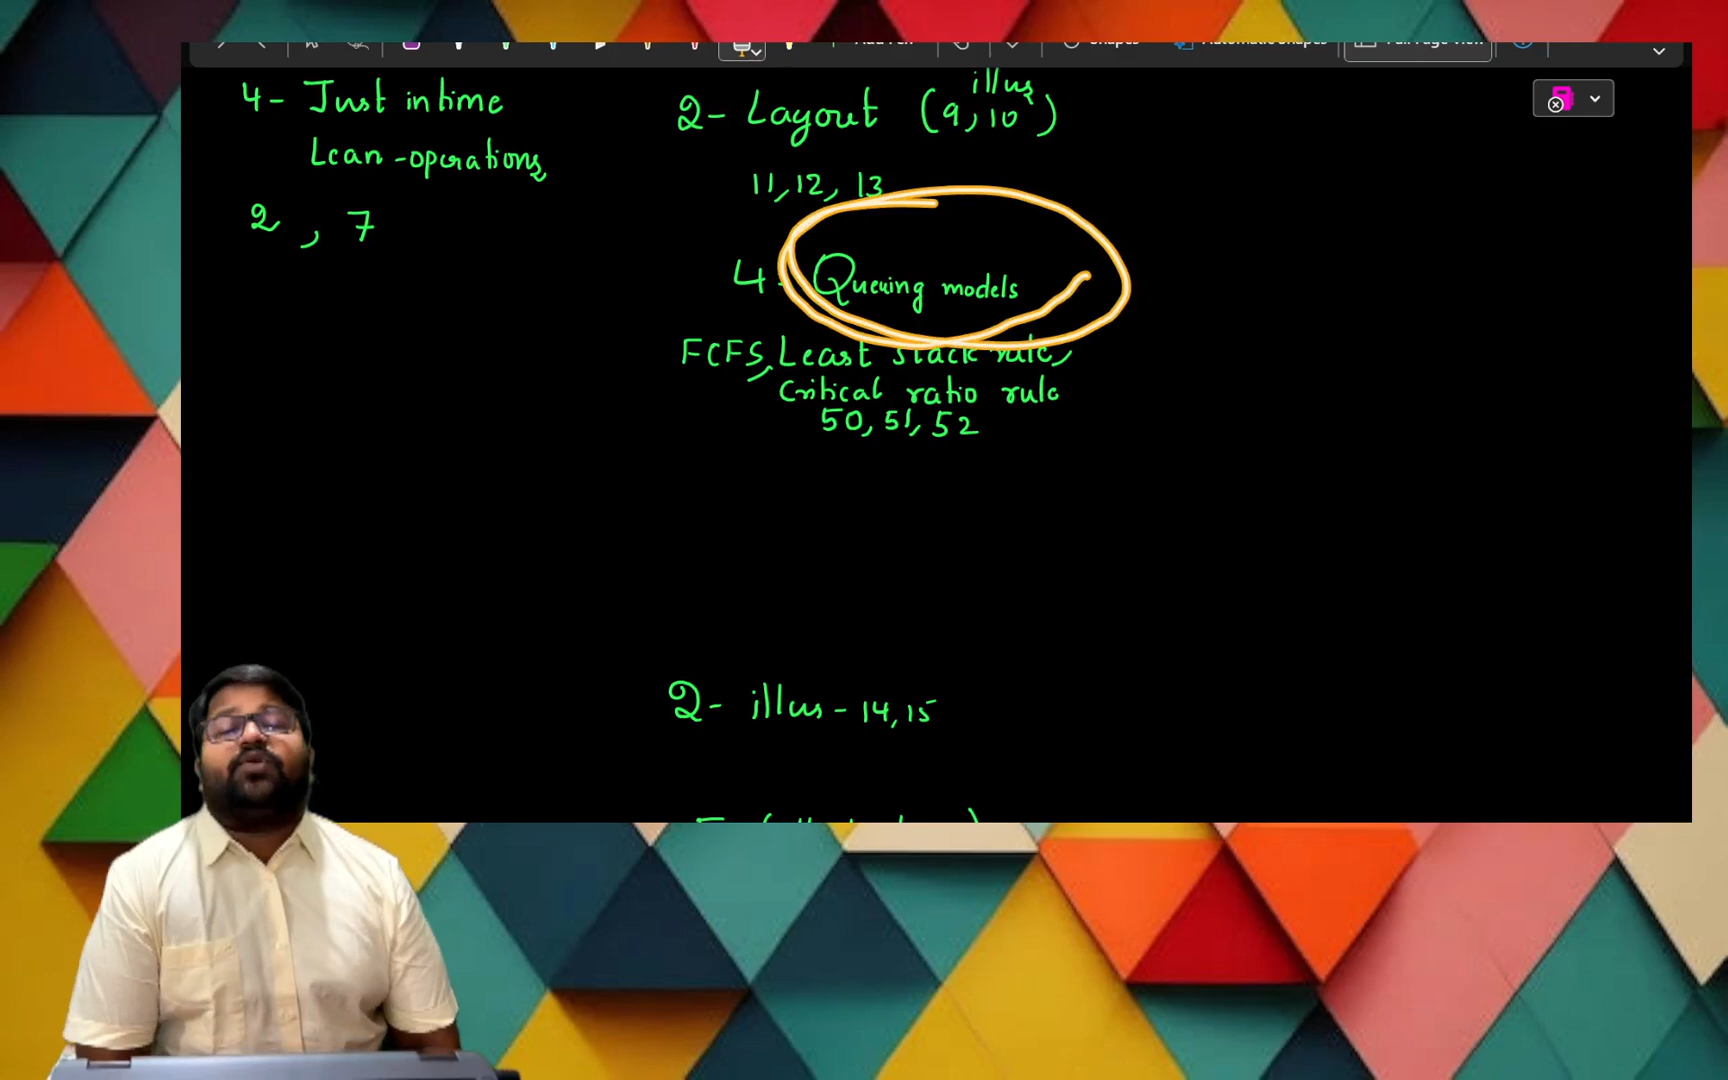 4 - Just in time
Lean - operations
2 , 7
illus
2 - Layout (9, 10)
11, 12, 13
4 - Queuing models
FCFS, Least slack rule,
Critical ratio rule
50, 51, 52
2 - illus - 14, 15